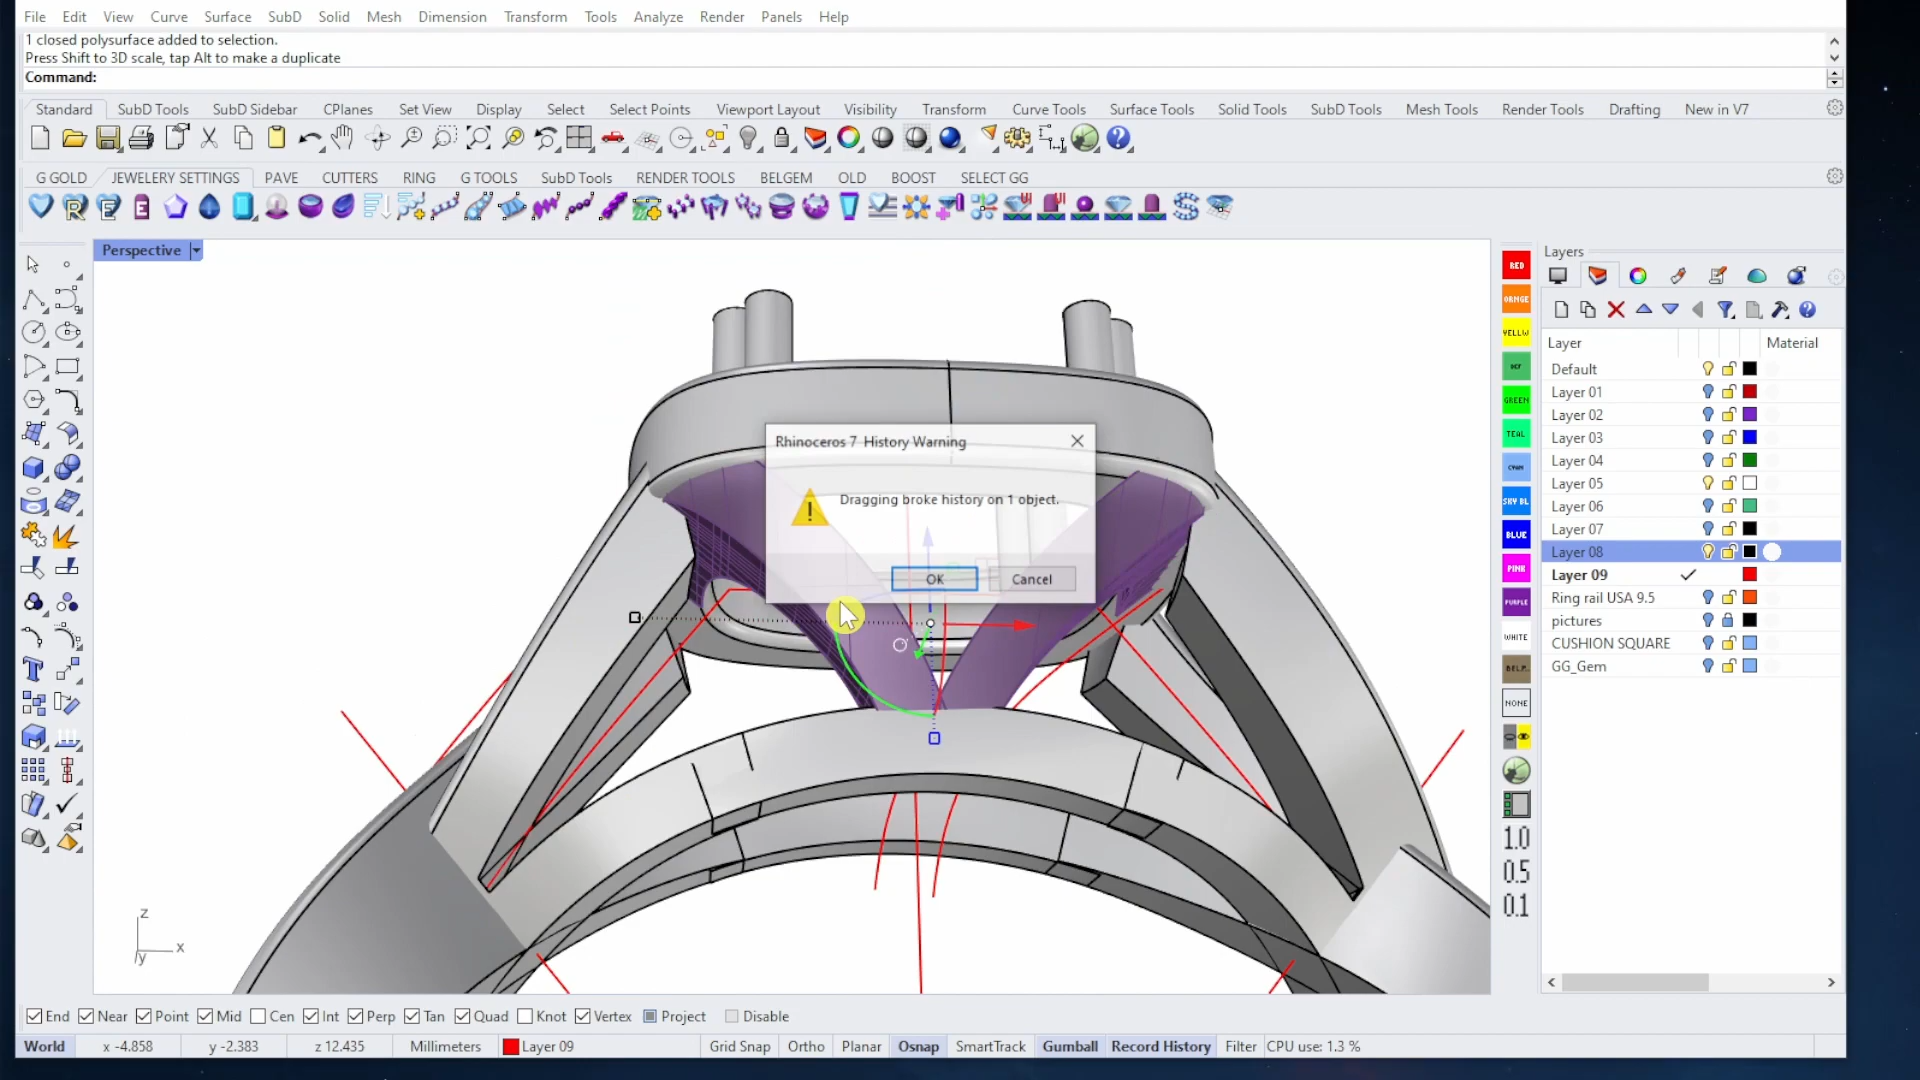 File Edit View Curve Surface SubD Solid Mesh Dimension Transform Tools Analyze Render Panels Help
1 closed polysurface added to selection.
Press Shift to 3D scale, tap Alt to make a duplicate
Command:
Standard SubD Tools SubD Sidebar CPlanes Set View Display Select Select Points Viewport Layout Visibility Transform Curve Tools Surface Tools Solid Tools SubD Tools Mesh Tools Render Tools Drafting New in V7
G GOLD JEWELERY SETTINGS PAVE CUTTERS RING G TOOLS SubD Tools RENDER TOOLS BELGEM OLD BOOST SELECT GG
Perspective
Rhinoceros 7 History Warning
Dragging broke history on 1 object.
OK Cancel
z
x
y
RED
ORNGE
YELLW
GREEN
TEAL
CYAN
SKY BL
BLUE
PINK
PURPLE
WHITE
NONE
1.0
0.5
0.1
Layers
Layer Material
Default
Layer 01
Layer 02
Layer 03
Layer 04
Layer 05
Layer 06
Layer 07
Layer 08
Layer 09
Ring rail USA 9.5
pictures
CUSHION SQUARE
GG_Gem
End Near Point Mid Cen Int Perp Tan Quad Knot Vertex Project Disable
World x -4.858 y -2.383 z 12.435 Millimeters Layer 09 Grid Snap Ortho Planar Osnap SmartTrack Gumball Record History Filter CPU use: 1.3 %